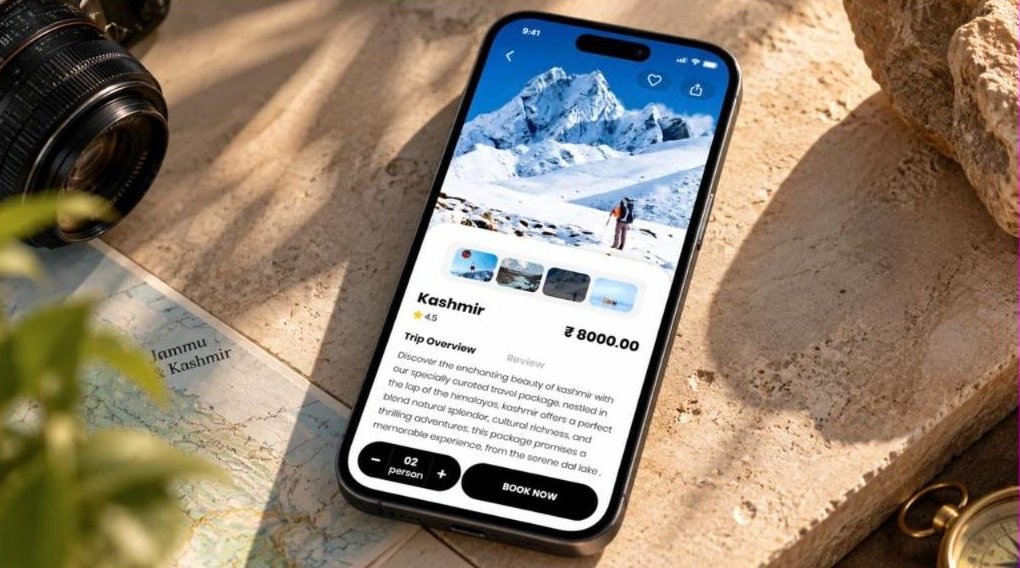 9:41
Kashmir
4.5
₹ 8000.00
Trip Overview
Review
Discover the enchanting beauty of kashmir with
our specially curated travel package. nestled in
the lap of the himalayas, kashmir offers a perfect
blend natural splendor, cultural richness, and
thrilling adventures, this package promises a
memorable experience, from the serene dal lake,
02
person
BOOK NOW
Jammu
& Kashmir